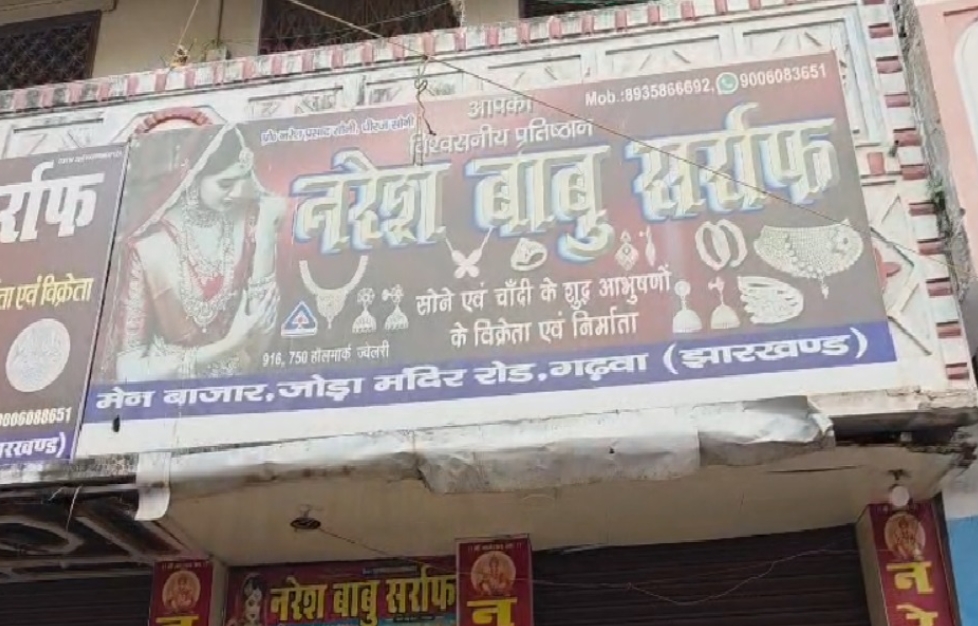 Mob.:8935866692, 9006083651
आपका
विश्वसनीय प्रतिष्ठान
नरेश बाबु सर्राफ
सोने एवं चाँदी के शुद्ध आभुषणों
के विक्रेता एवं निर्माता
916, 750 होलमार्क ज्वेलरी
मेन बाजार,जोड़ा मंदिर रोड,गढ़वा (झारखण्ड)
र्राफ
ता एवं विक्रेता
9006088651
ारखण्ड)
नरेश बाबु सर्राफ
न
न
न
रे